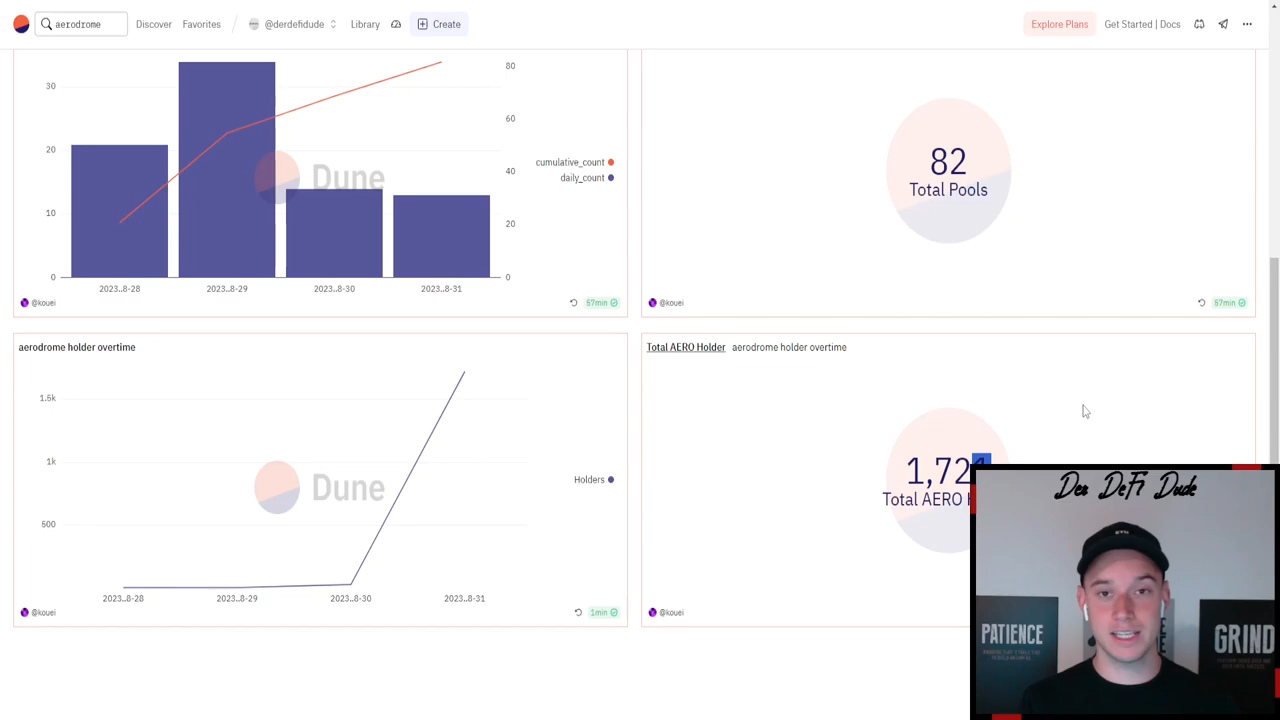 aerodrome
Discover
Favorites
@derdefidude
Library
Create
Explore Plans
Get Started | Docs
30
20
10
0
80
60
40
20
0
cumulative_count
daily_count
Dune
2023..8-28
2023..8-29
2023..8-30
2023..8-31
@kouei
57min
82
Total Pools
@kouei
57min
aerodrome holder overtime
1.5k
1k
500
Dune
Holders
2023..8-28
2023..8-29
2023..8-30
2023..8-31
@kouei
1min
Total AERO Holder aerodrome holder overtime
1,724
Total AERO
@kouei
Der DeFi Dude
PATIENCE
GRIND